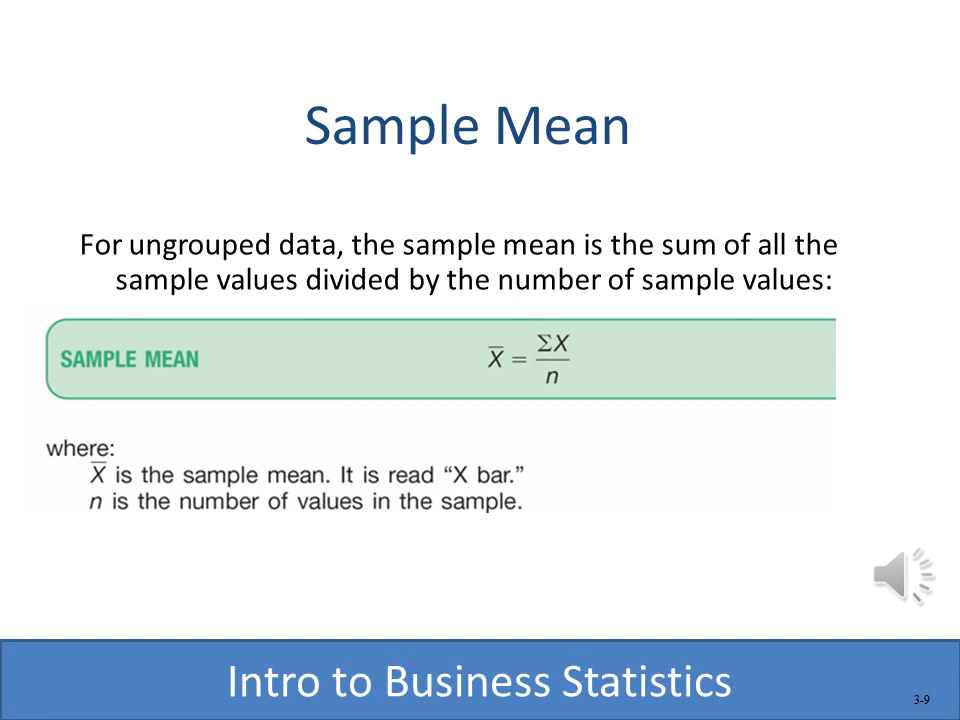 Sample Mean
For ungrouped data, the sample mean is the sum of all the
sample values divided by the number of sample values:
SAMPLE MEAN X̄ = ΣX / n
where:
X̄ is the sample mean. It is read “X bar.”
n is the number of values in the sample.
Intro to Business Statistics
3-9